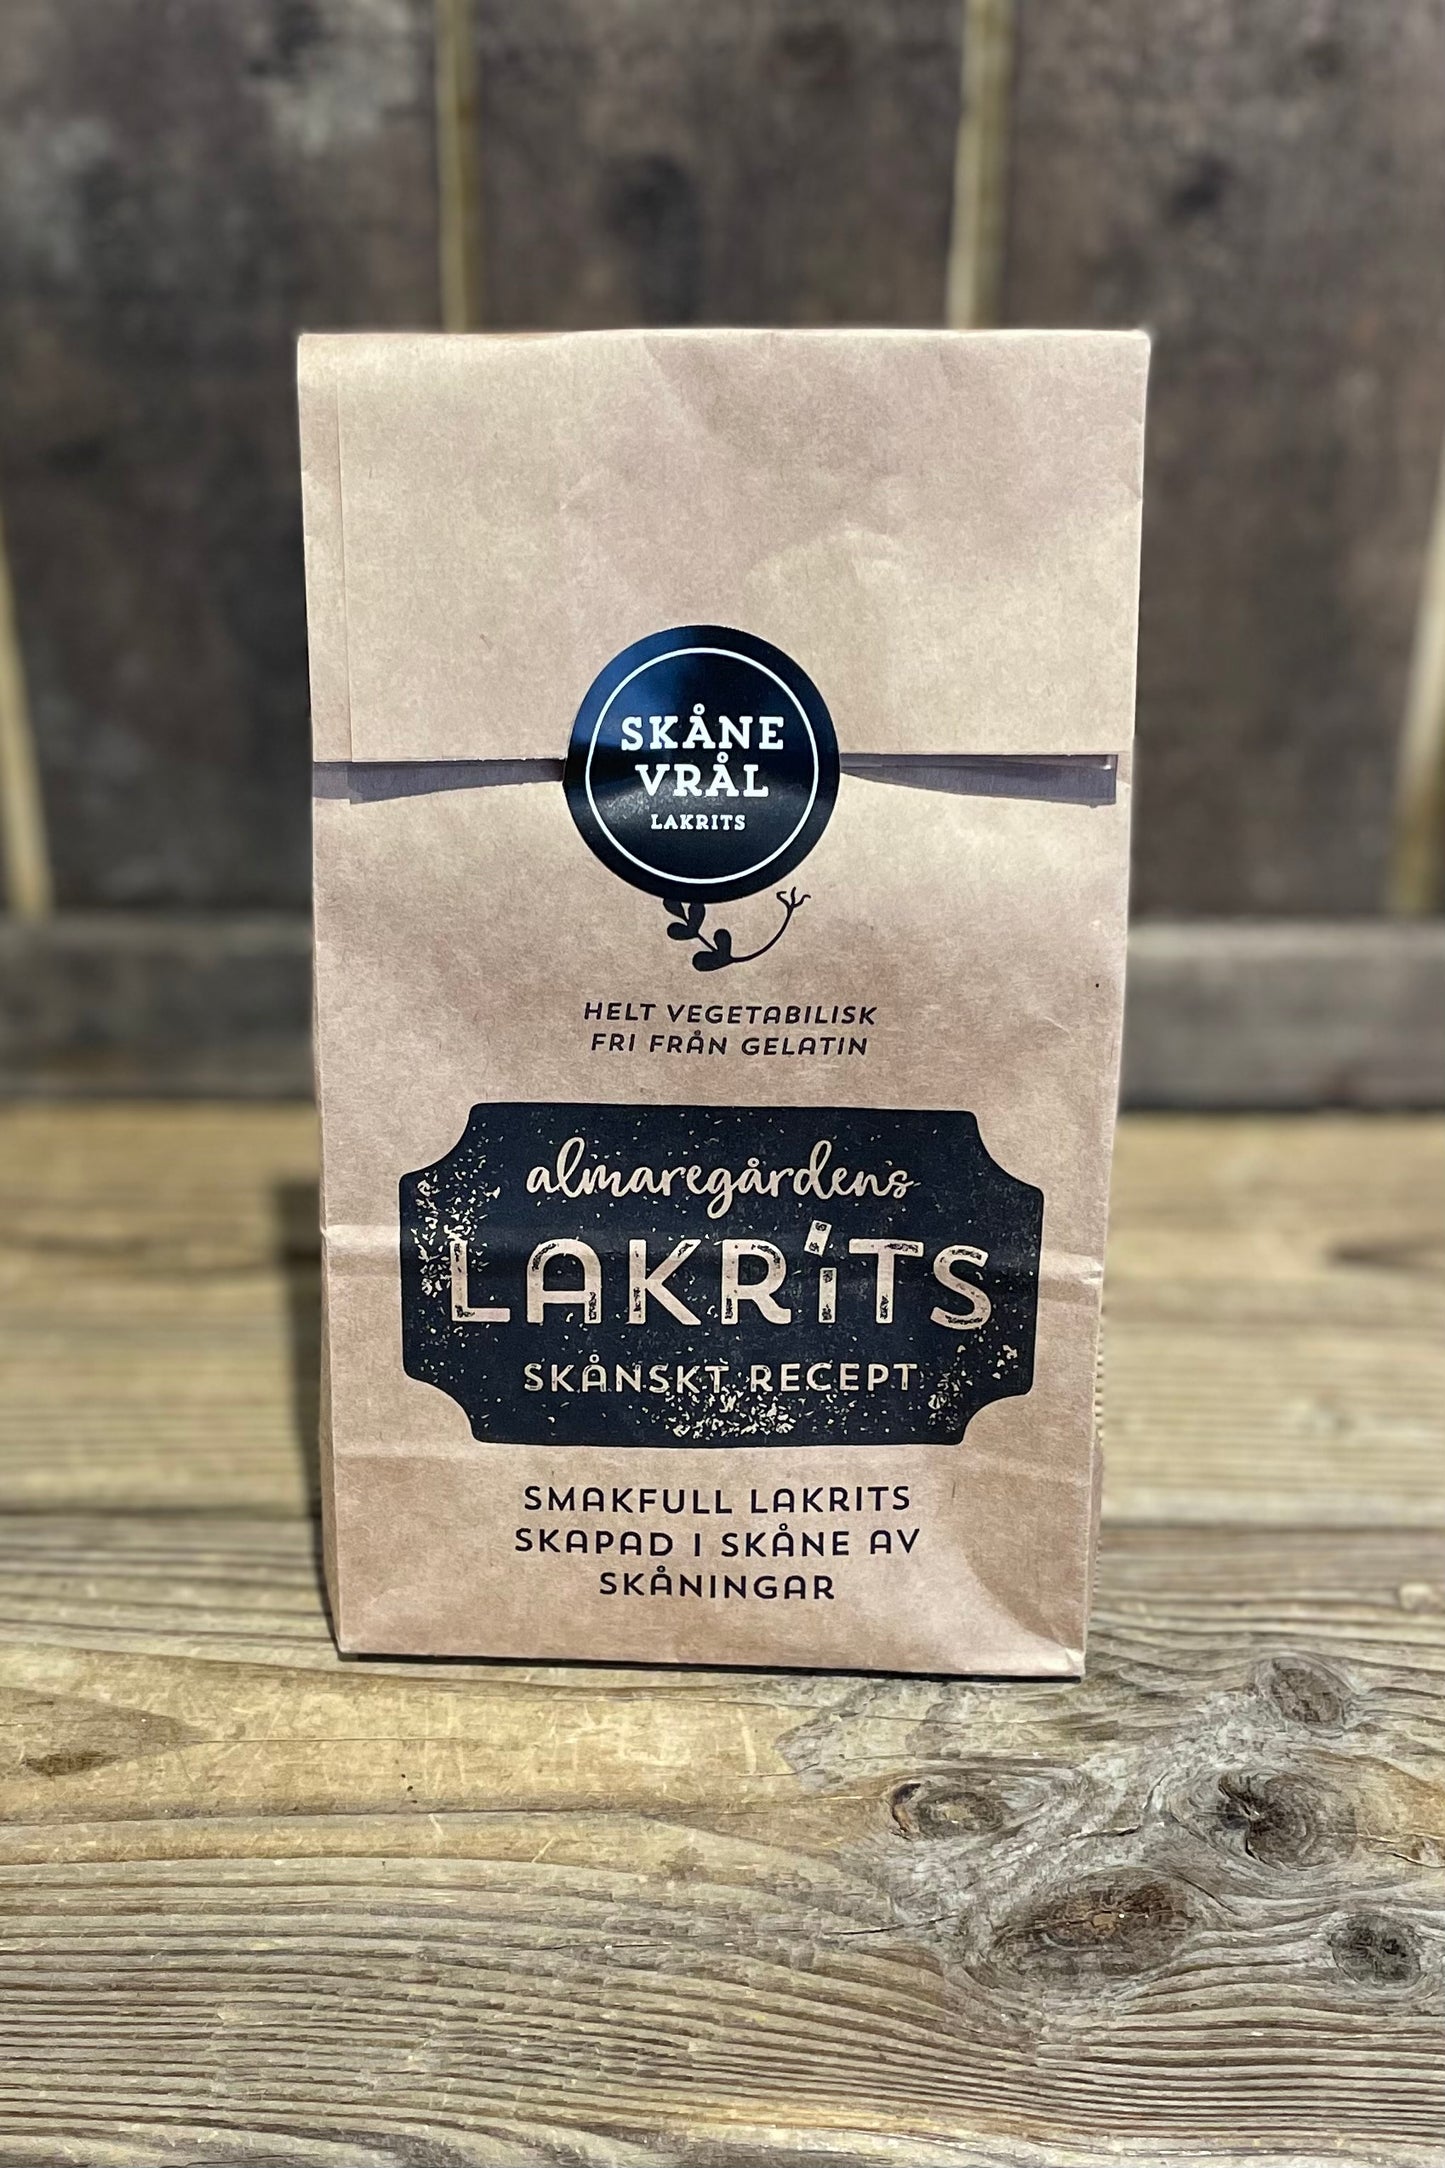 SKÅNE
VRÅL
LAKRITS
HELT VEGETABILISK
FRI FRÅN GELATIN
almaregårdens
LAKRiTS
SKÅNSKT RECEPT
SMAKFULL LAKRITS
SKAPAD I SKÅNE AV
SKÅNINGAR